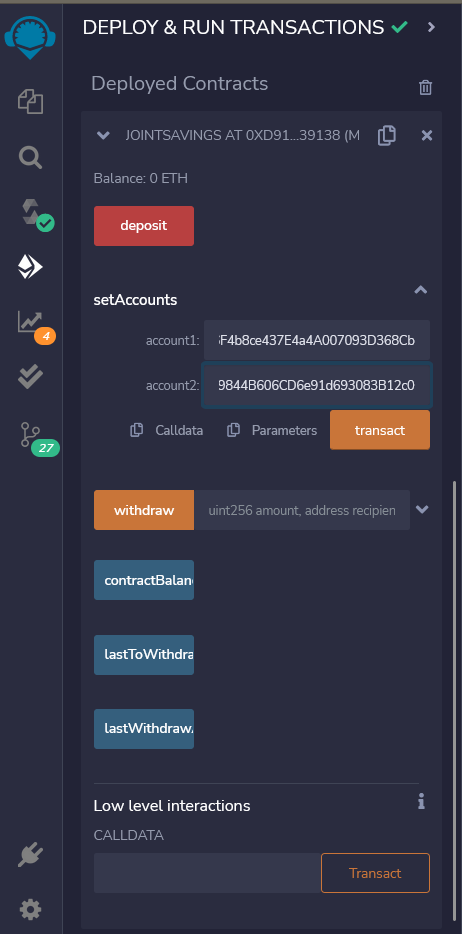 DEPLOY & RUN TRANSACTIONS
Deployed Contracts
JOINTSAVINGS AT 0XD91...39138 (M
Balance: 0 ETH
deposit
setAccounts
account1: F4b8ce437E4a4A007093D368Cb
4
account2: 9844B606CD6e91d693083B12c0
Calldata Parameters transact
27
withdraw uint256 amount, address recipien
contractBalan
lastToWithdra
lastWithdraw
Low level interactions
CALLDATA
Transact